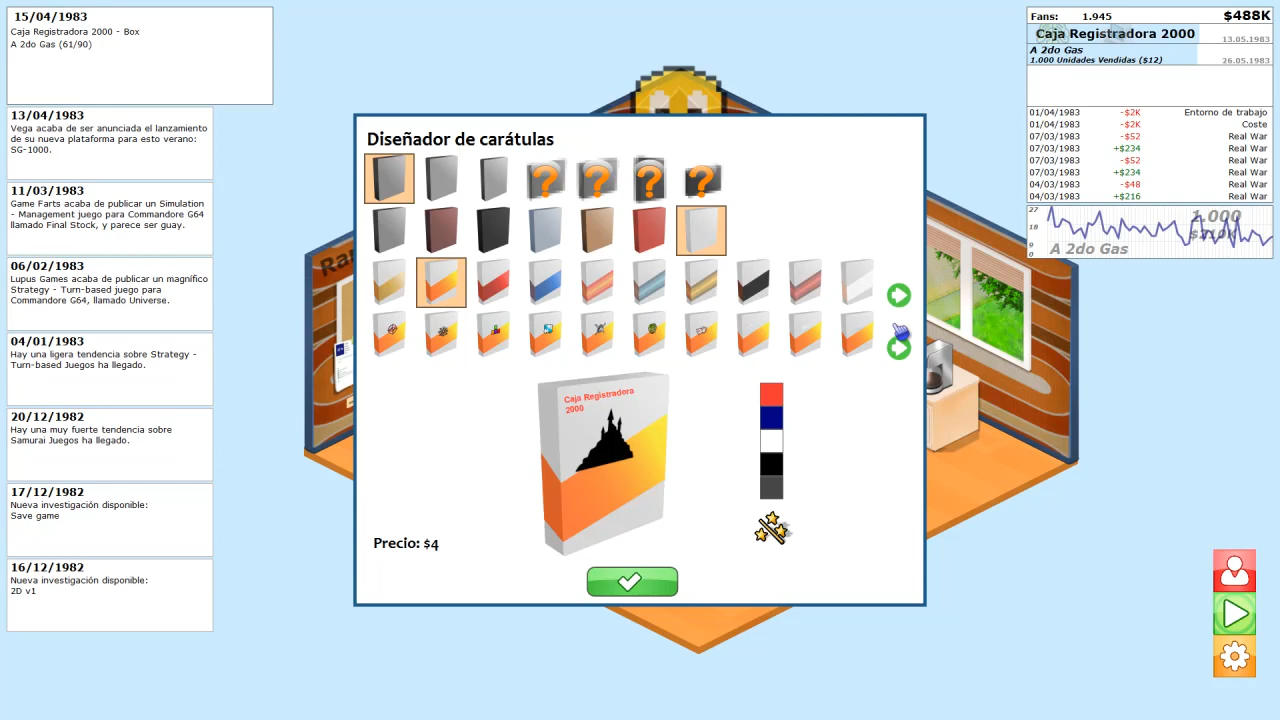 15/04/1983
Caja Registradora 2000 - Box
A 2do Gas (61/90)
13/04/1983
Vega acaba de ser anunciada el lanzamiento
de su nueva plataforma para esto verano:
SG-1000.
11/03/1983
Game Farts acaba de publicar un Simulation
- Management juego para Commandore G64
llamado Final Stock, y parece ser guay.
06/02/1983
Lupus Games acaba de publicar un magnífico
Strategy - Turn-based juego para
Commandore G64, llamado Universe.
04/01/1983
Hay una ligera tendencia sobre Strategy -
Turn-based Juegos ha llegado.
20/12/1982
Hay una muy fuerte tendencia sobre
Samurai Juegos ha llegado.
17/12/1982
Nueva investigación disponible:
Save game
16/12/1982
Nueva investigación disponible:
2D v1
Diseñador de carátulas
Caja Registradora
2000
Precio: $4
Fans: 1.945 $488K
Caja Registradora 2000 13.05.1983
A 2do Gas
1.000 Unidades Vendidas ($12) 26.05.1983
01/04/1983 -$2K Entorno de trabajo
01/04/1983 -$2K Coste
07/03/1983 -$52 Real War
07/03/1983 +$234 Real War
07/03/1983 -$52 Real War
07/03/1983 +$234 Real War
04/03/1983 -$48 Real War
04/03/1983 +$216 Real War
27
18
9
0
1.000
A 2do Gas